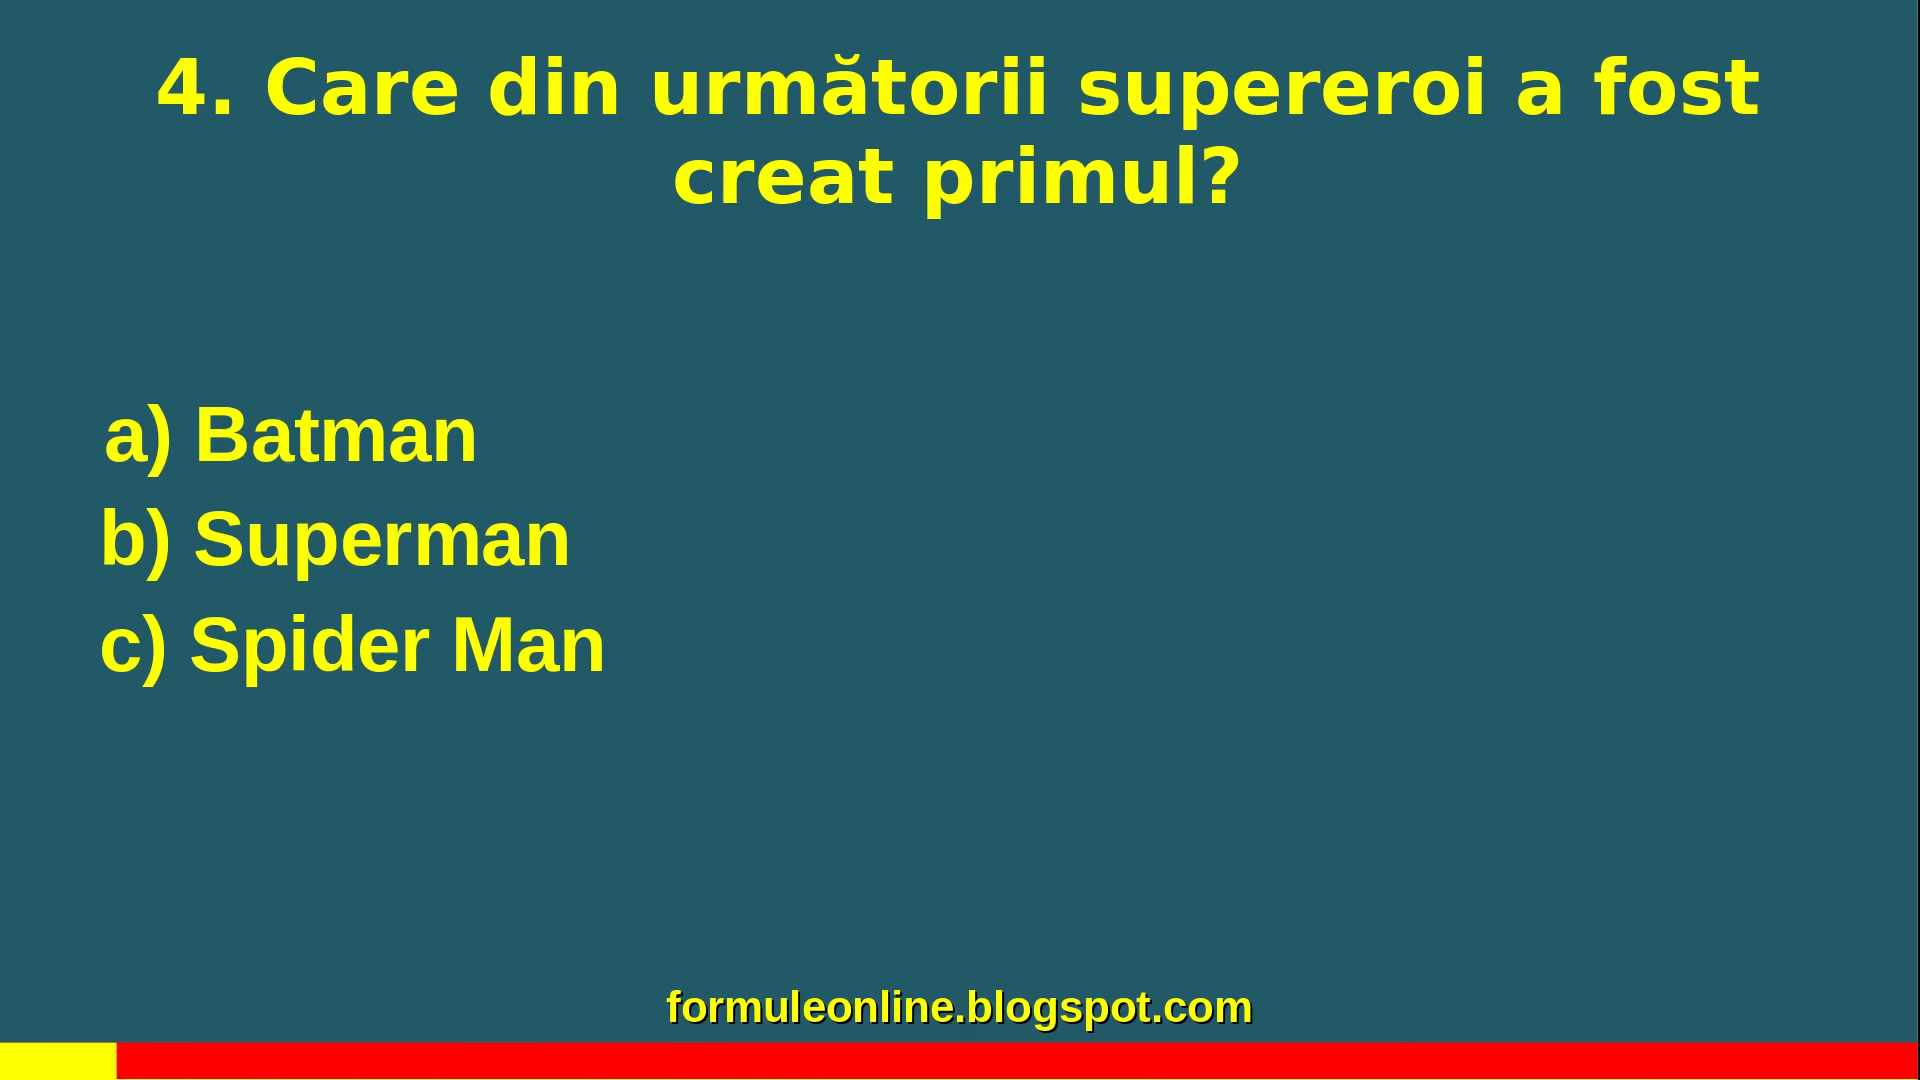 4. Care din următorii supereroi a fost
creat primul?
a) Batman
b) Superman
c) Spider Man
formuleonline.blogspot.com